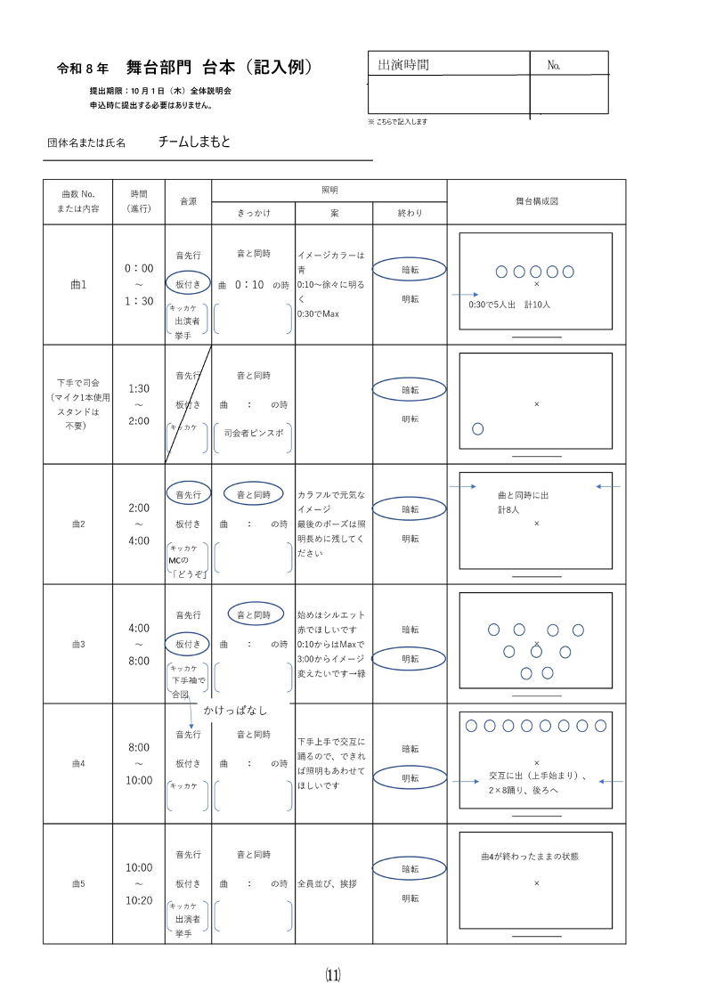 令和8年 舞台部門 台本（記入例）
提出期限：10月1日（木）全体説明会
申込時に提出する必要はありません。
出演時間 No.
※ こちらで記入します
団体名または氏名 チームしまもと
曲数 No.
または内容
時間
（進行）
音源
照明
きっかけ 案 終わり
舞台構成図
曲1
0：00
～
1：30
音先行
板付き
キッカケ
出演者
挙手
音と同時
曲 0：10 の時
イメージカラーは
青
0:10～徐々に明る
く
0:30でMax
暗転
明転
×
0:30で5人出 計10人
下手で司会
（マイク1本使用
スタンドは
不要）
1:30
～
2:00
音先行
板付き
キッカケ
音と同時
曲 ： の時
司会者ピンスポ
暗転
明転
×
曲2
2:00
～
4:00
音先行
板付き
キッカケ
MCの
「どうぞ」
音と同時
曲 ： の時
カラフルで元気な
イメージ
最後のポーズは照
明長めに残してく
ださい
暗転
明転
曲と同時に出
計8人
×
曲3
4:00
～
8:00
音先行
板付き
キッカケ
下手袖で
合図
音と同時
曲 ： の時
始めはシルエット
赤でほしいです
0:10からはMaxで
3:00からイメージ
変えたいです→緑
暗転
明転
×
かけっぱなし
曲4
8:00
～
10:00
音先行
板付き
キッカケ
音と同時
曲 ： の時
下手上手で交互に
踊るので、できれ
ば照明もあわせて
ほしいです
暗転
明転
×
交互に出（上手始まり）、
2×8踊り、後ろへ
曲5
10:00
～
10:20
音先行
板付き
キッカケ
出演者
挙手
音と同時
曲 ： の時
全員並び、挨拶
暗転
明転
曲4が終わったままの状態
×
(11)